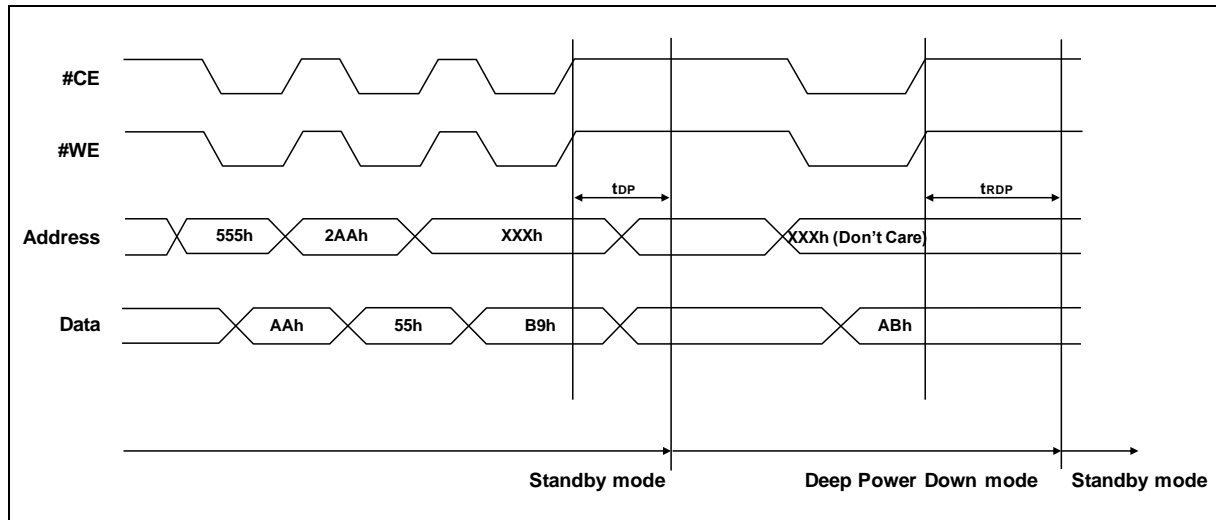 #CE
#WE
tDP
tRDP
Address
555h
2AAh
XXXh
XXXh (Don't Care)
Data
AAh
55h
B9h
ABh
Standby mode
Deep Power Down mode
Standby mode